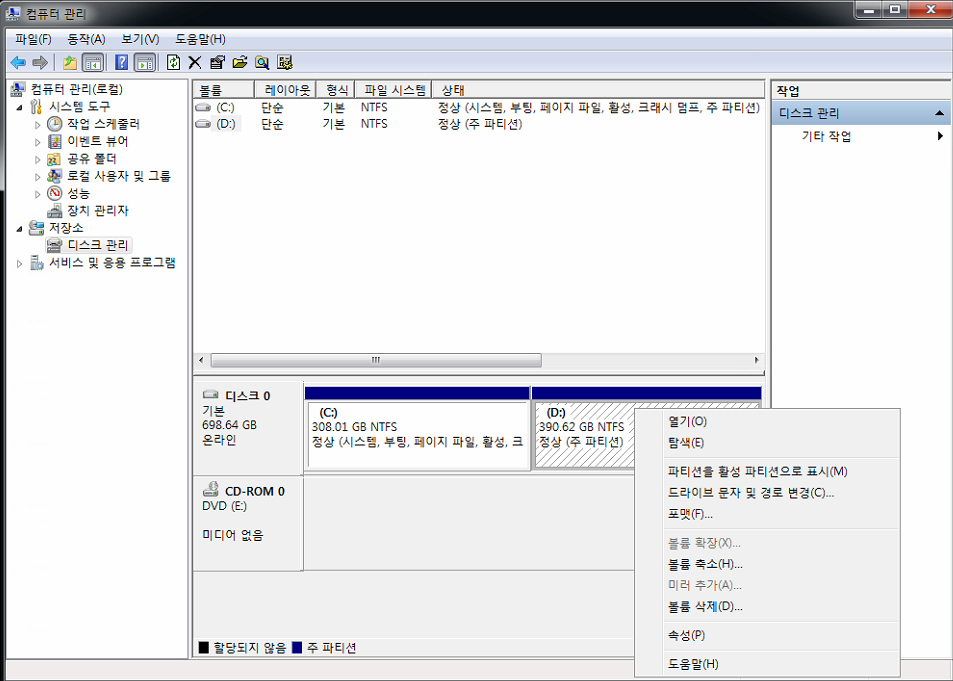 컴퓨터 관리
파일(F) 동작(A) 보기(V) 도움말(H)
컴퓨터 관리(로컬)
시스템 도구
작업 스케줄러
이벤트 뷰어
공유 폴더
로컬 사용자 및 그룹
성능
장치 관리자
저장소
디스크 관리
서비스 및 응용 프로그램
볼륨 레이아웃 형식 파일 시스템 상태
(C:) 단순 기본 NTFS 정상 (시스템, 부팅, 페이지 파일, 활성, 크래시 덤프, 주 파티션)
(D:) 단순 기본 NTFS 정상 (주 파티션)
작업
디스크 관리
기타 작업
디스크 0
기본
698.64 GB
온라인
(C:)
308.01 GB NTFS
정상 (시스템, 부팅, 페이지 파일, 활성, 크
(D:)
390.62 GB NTFS
정상 (주 파티션)
CD-ROM 0
DVD (E:)
미디어 없음
할당되지 않음 주 파티션
열기(O)
탐색(E)
파티션을 활성 파티션으로 표시(M)
드라이브 문자 및 경로 변경(C)...
포맷(F)...
볼륨 확장(X)...
볼륨 축소(H)...
미러 추가(A)...
볼륨 삭제(D)...
속성(P)
도움말(H)